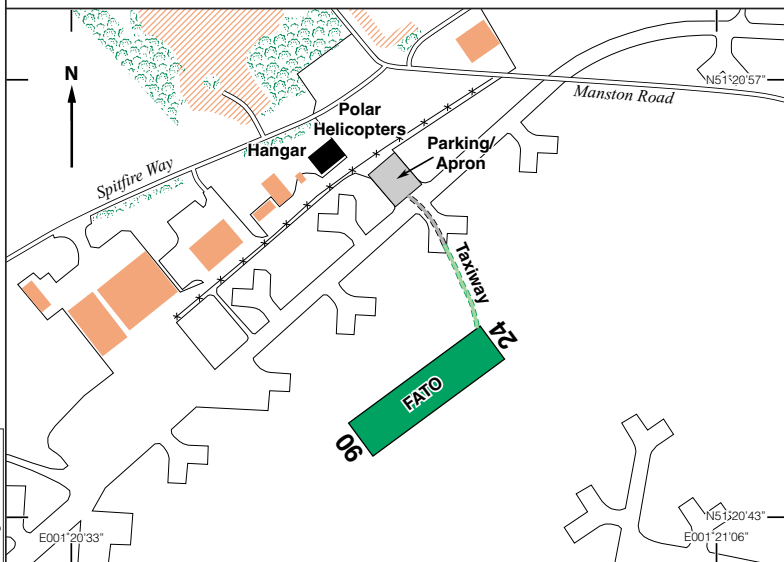 N51°20'57"
Manston Road
N
Polar
Helicopters
Hangar
Parking/
Apron
Spitfire Way
Taxiway
24
FATO
06
N51°20'43"
E001°20'33"
E001°21'06"